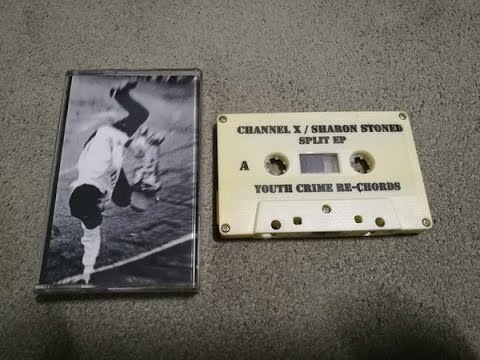 CHANNEL X / SHARON STONED
SPLIT EP
A
YOUTH CRIME RE-CHORDS